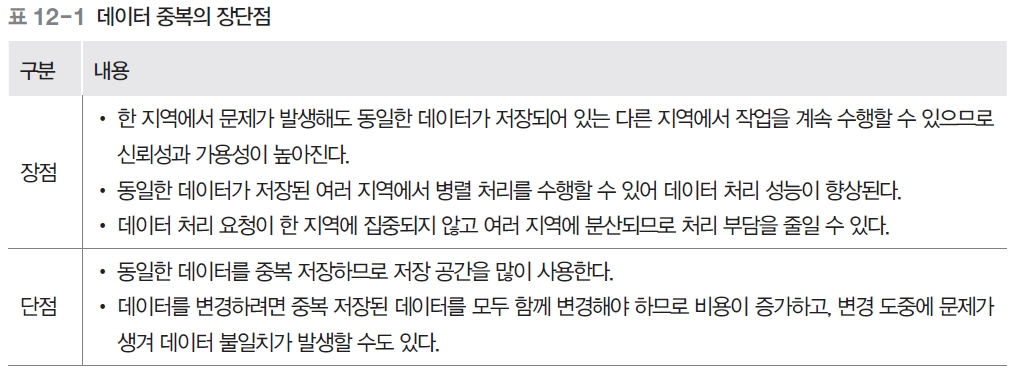 표 12-1 데이터 중복의 장단점
구분 내용
장점
• 한 지역에서 문제가 발생해도 동일한 데이터가 저장되어 있는 다른 지역에서 작업을 계속 수행할 수 있으므로
신뢰성과 가용성이 높아진다.
• 동일한 데이터가 저장된 여러 지역에서 병렬 처리를 수행할 수 있어 데이터 처리 성능이 향상된다.
• 데이터 처리 요청이 한 지역에 집중되지 않고 여러 지역에 분산되므로 처리 부담을 줄일 수 있다.
단점
• 동일한 데이터를 중복 저장하므로 저장 공간을 많이 사용한다.
• 데이터를 변경하려면 중복 저장된 데이터를 모두 함께 변경해야 하므로 비용이 증가하고, 변경 도중에 문제가
생겨 데이터 불일치가 발생할 수도 있다.